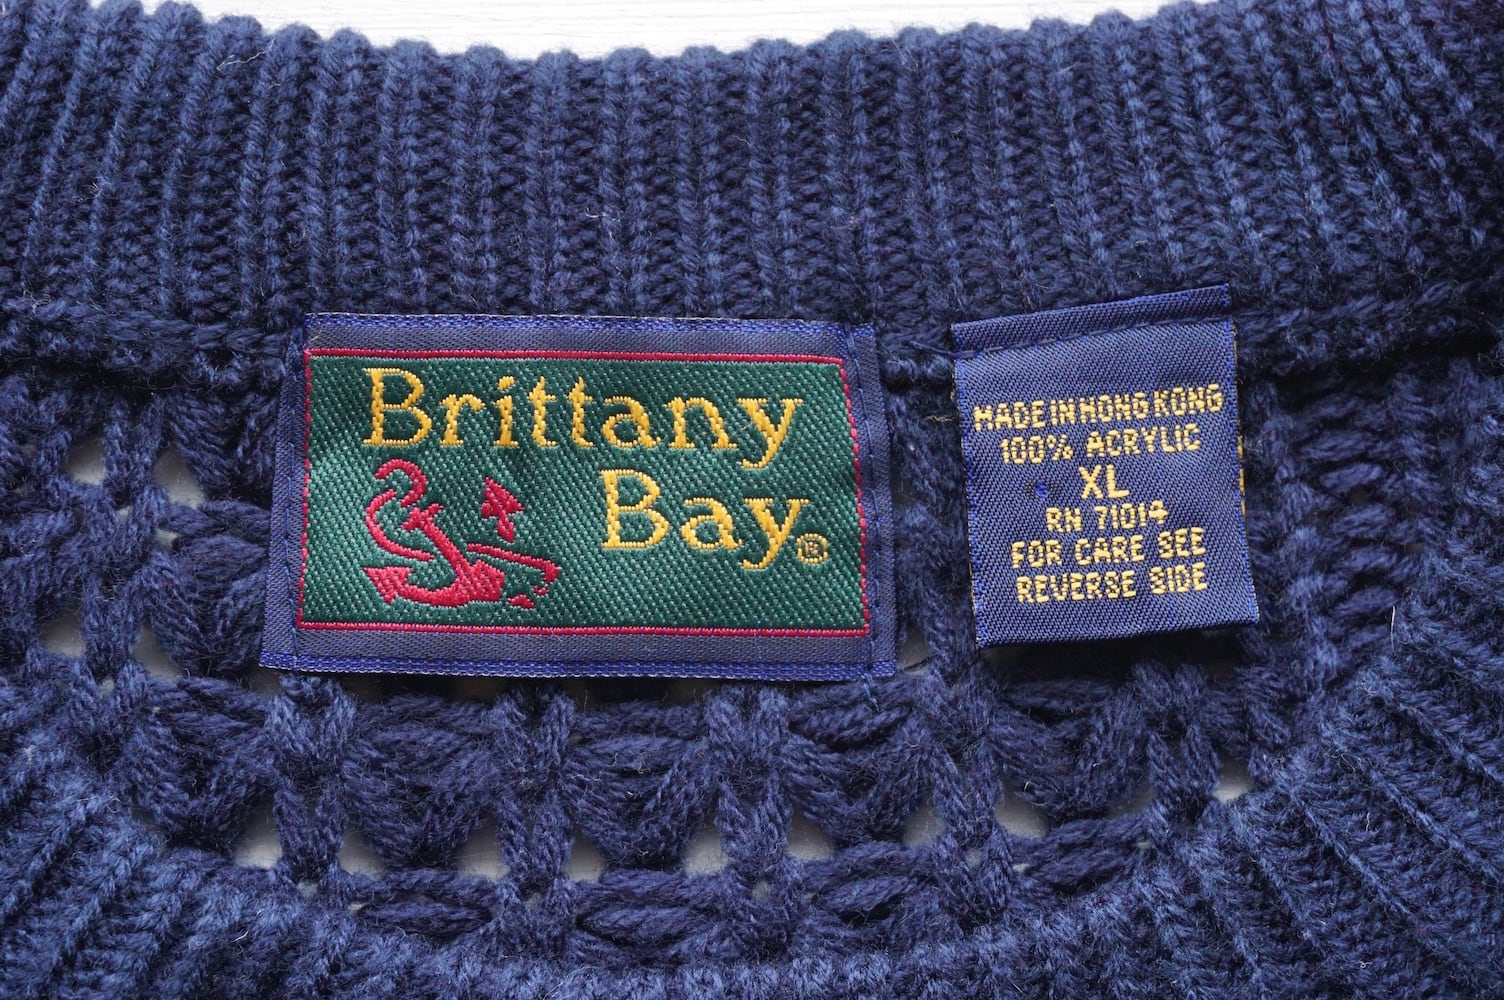 Brittany
Bay®
MADE IN HONG KONG
100% ACRYLIC
XL
RN 71014
FOR CARE SEE
REVERSE SIDE